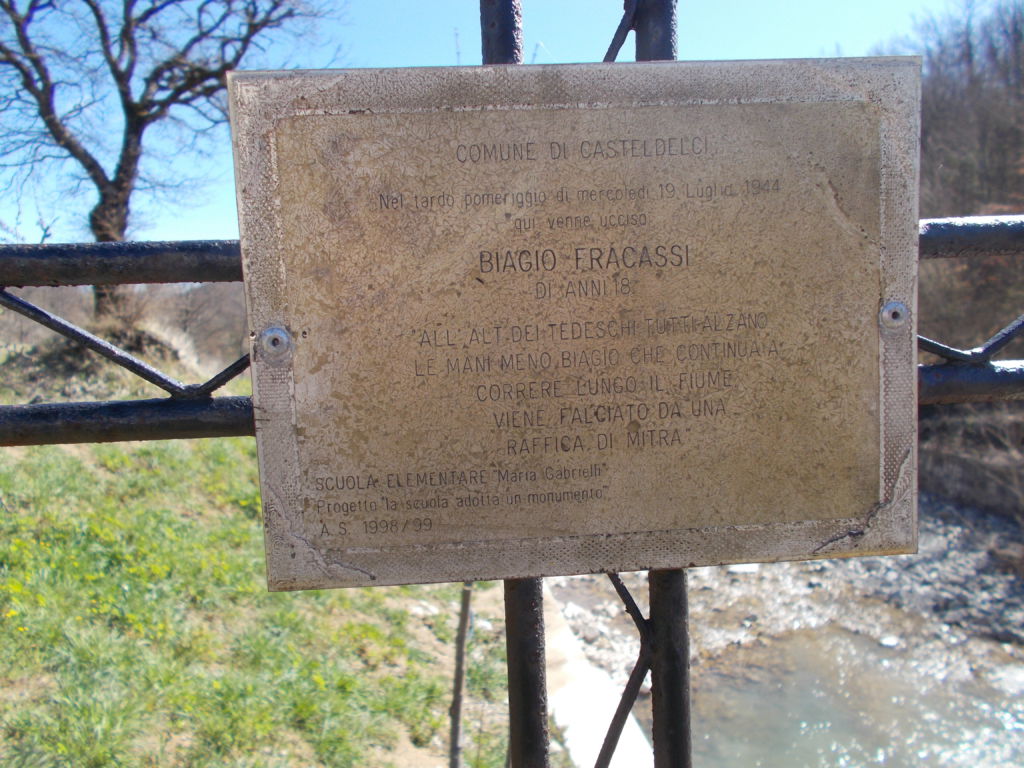 COMUNE DI CASTELDELCI
Nel tardo pomeriggio di mercoledì 19 Luglio 1944
qui venne ucciso
BIAGIO FRACASSI
DI ANNI 18
"ALL'ALT DEI TEDESCHI TUTTI ALZANO
LE MANI MENO BIAGIO CHE CONTINUA A
CORRERE LUNGO IL FIUME,
VIENE FALCIATO DA UNA
RAFFICA DI MITRA"
SCUOLA ELEMENTARE "Maria Gabrielli"
Progetto "la scuola adotta un monumento"
A.S. 1998/99